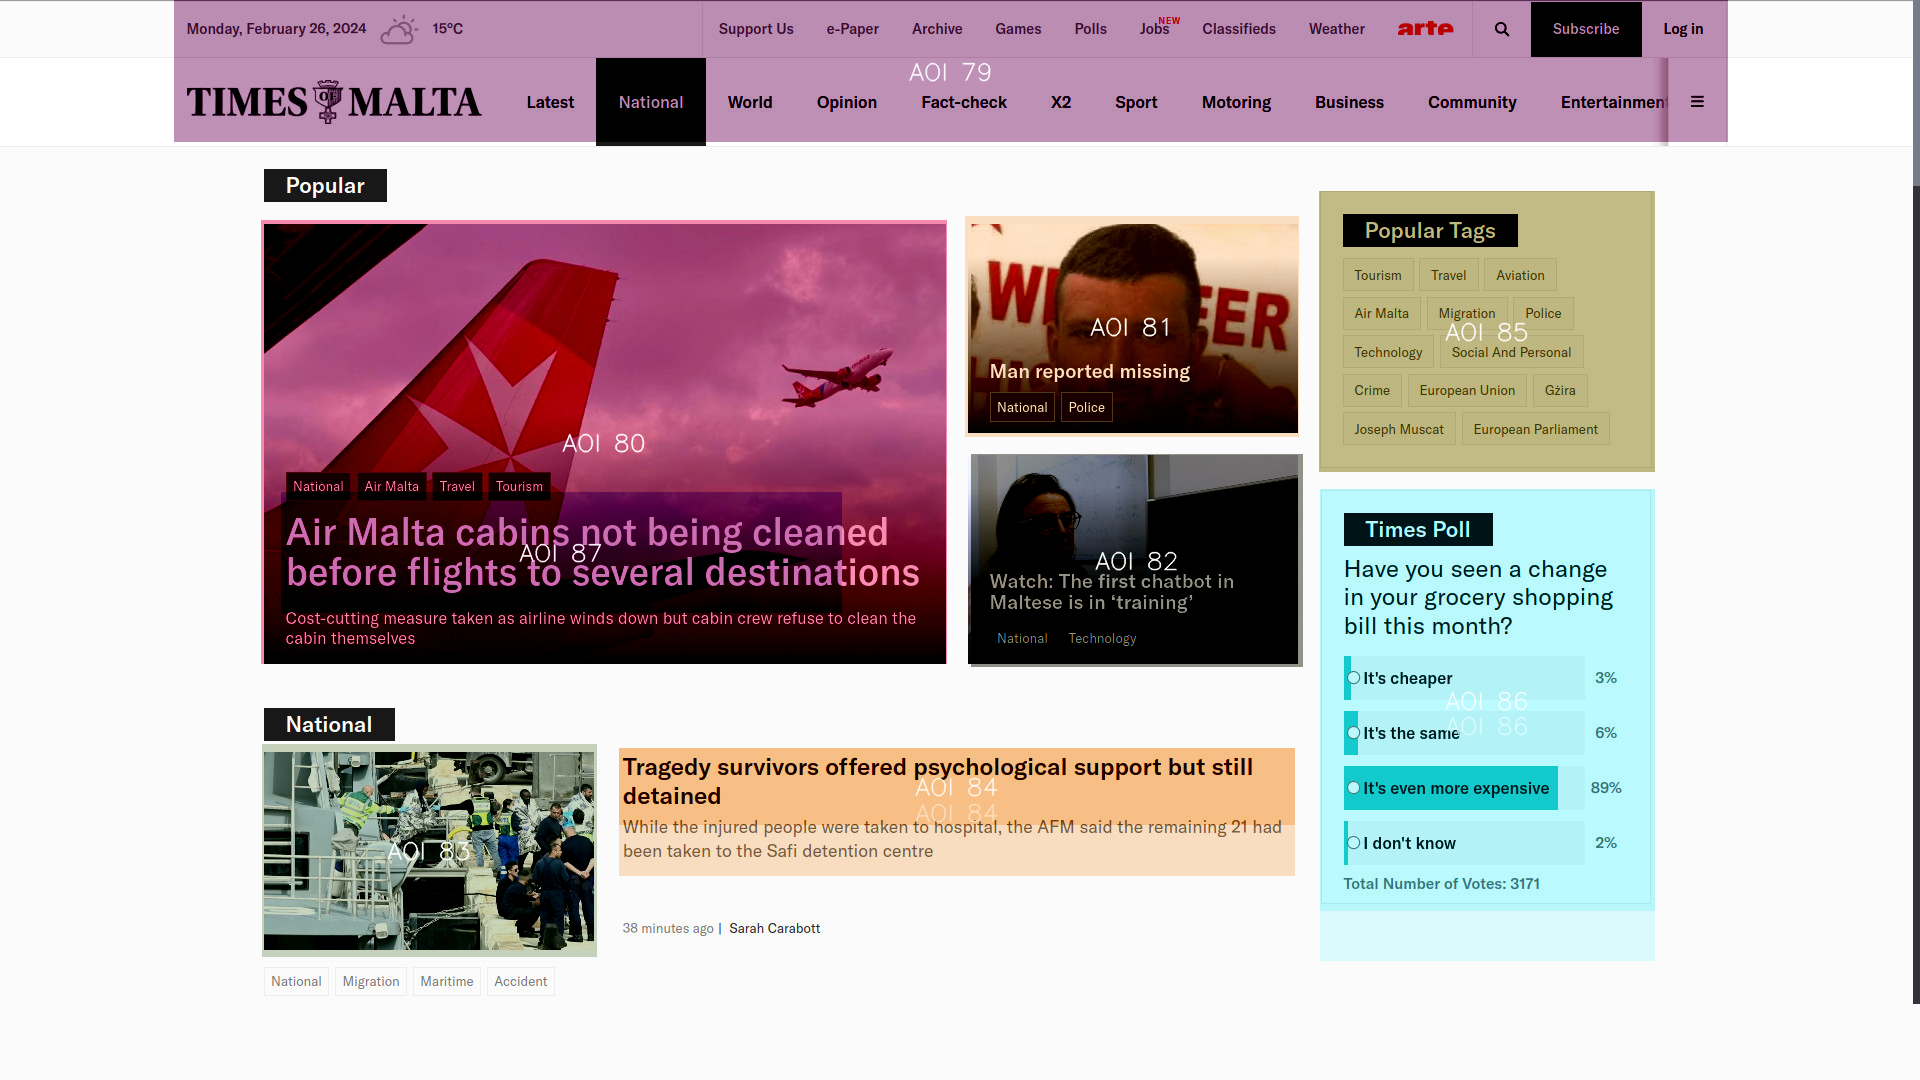 Monday, February 26, 2024 15°C Support Us e-Paper Archive Games Polls Jobs NEW Classifieds Weather arte Subscribe Log in
AOI 79
TIMES OF MALTA Latest National World Opinion Fact-check X2 Sport Motoring Business Community Entertainment
Popular
AOI 80
National Air Malta Travel Tourism
Air Malta cabins not being cleaned
AOI 87
before flights to several destinations
Cost-cutting measure taken as airline winds down but cabin crew refuse to clean the
cabin themselves
AOI 81
Man reported missing
National Police
AOI 82
Watch: The first chatbot in
Maltese is in ‘training’
National Technology
Popular Tags
Tourism Travel Aviation
Air Malta Migration Police
AOI 85
Technology Social And Personal
Crime European Union Gżira
Joseph Muscat European Parliament
Times Poll
Have you seen a change
in your grocery shopping
bill this month?
It's cheaper 3%
AOI 86
AOI 86
It's the same 6%
It's even more expensive 89%
I don't know 2%
Total Number of Votes: 3171
National
AOI 83
National Migration Maritime Accident
Tragedy survivors offered psychological support but still
AOI 84
detained
AOI 84
While the injured people were taken to hospital, the AFM said the remaining 21 had
been taken to the Safi detention centre
38 minutes ago | Sarah Carabott